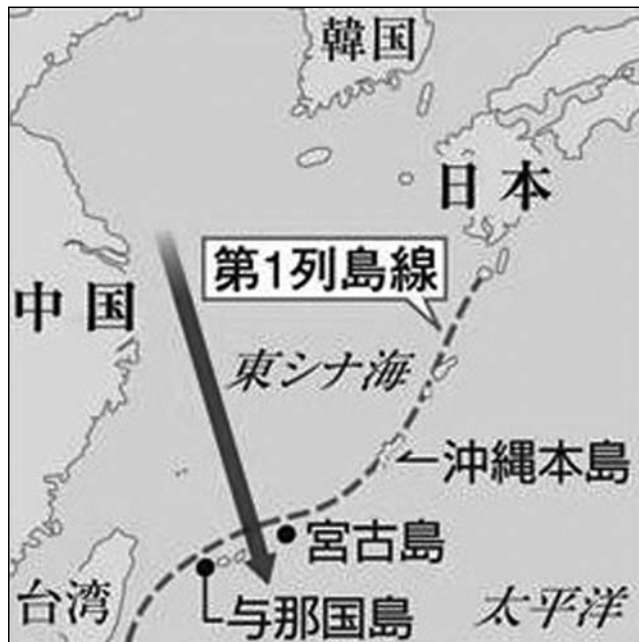 韓国
日本
第1列島線
中国
東シナ海
沖縄本島
宮古島
台湾
与那国島
太平洋